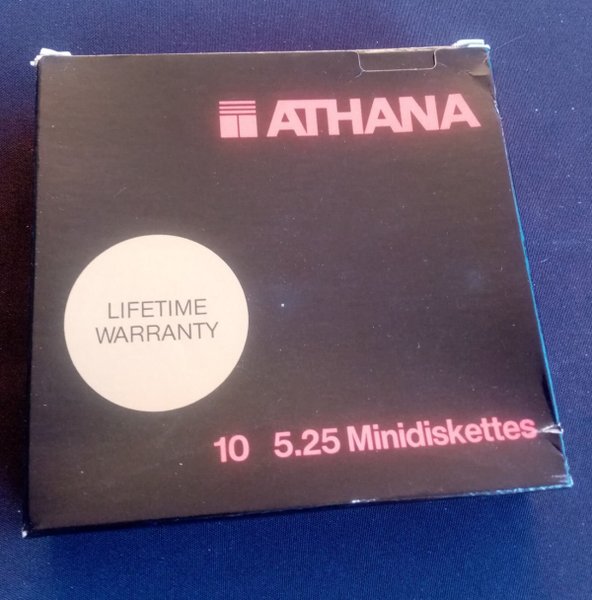 ATHANA
LIFETIME
WARRANTY
10 5.25 Minidiskettes